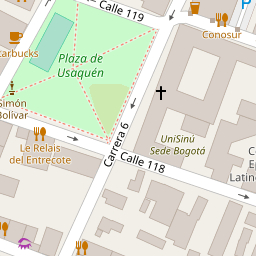 Calle 119
P
Starbucks
Conosur
Plaza de
Usaquén
Simón
Bolívar
Carrera 6
UniSinú
Sede Bogotá
Le Relais
del Entrecote
Calle 118
Latin